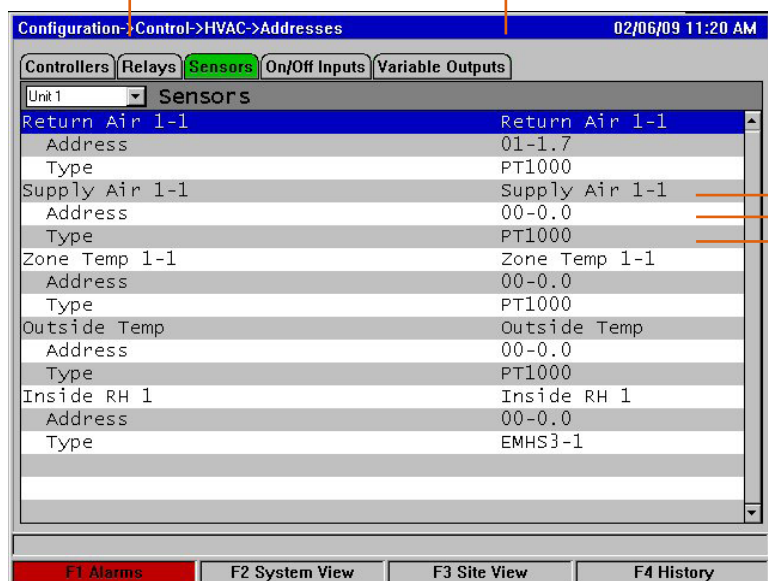 Configuration->Control->HVAC->Addresses 02/06/09 11:20 AM
Controllers Relays Sensors On/Off Inputs Variable Outputs
Unit 1 Sensors
Return Air 1-1 Return Air 1-1
Address 01-1.7
Type PT1000
Supply Air 1-1 Supply Air 1-1
Address 00-0.0
Type PT1000
Zone Temp 1-1 Zone Temp 1-1
Address 00-0.0
Type PT1000
Outside Temp Outside Temp
Address 00-0.0
Type PT1000
Inside RH 1 Inside RH 1
Address 00-0.0
Type EMHS3-1
F1 Alarms F2 System View F3 Site View F4 History